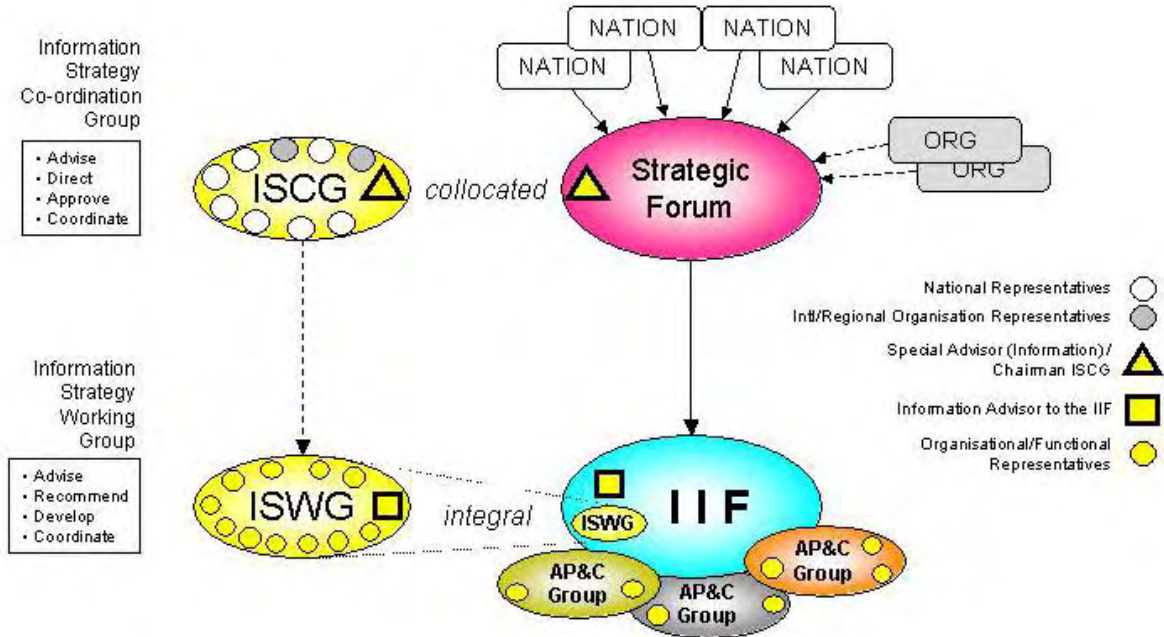 Information
Strategy
Co-ordination
Group
• Advise
• Direct
• Approve
• Coordinate
ISCG
collocated
NATION
NATION
NATION
NATION
Strategic
Forum
ORG
ORG
National Representatives
Intl/Regional Organisation Representatives
Special Advisor (Information)/
Chairman ISCG
Information Advisor to the IIF
Organisational/Functional
Representatives
Information
Strategy
Working
Group
• Advise
• Recommend
• Develop
• Coordinate
ISWG
integral
IIF
ISWG
AP&C
Group
AP&C
Group
AP&C
Group